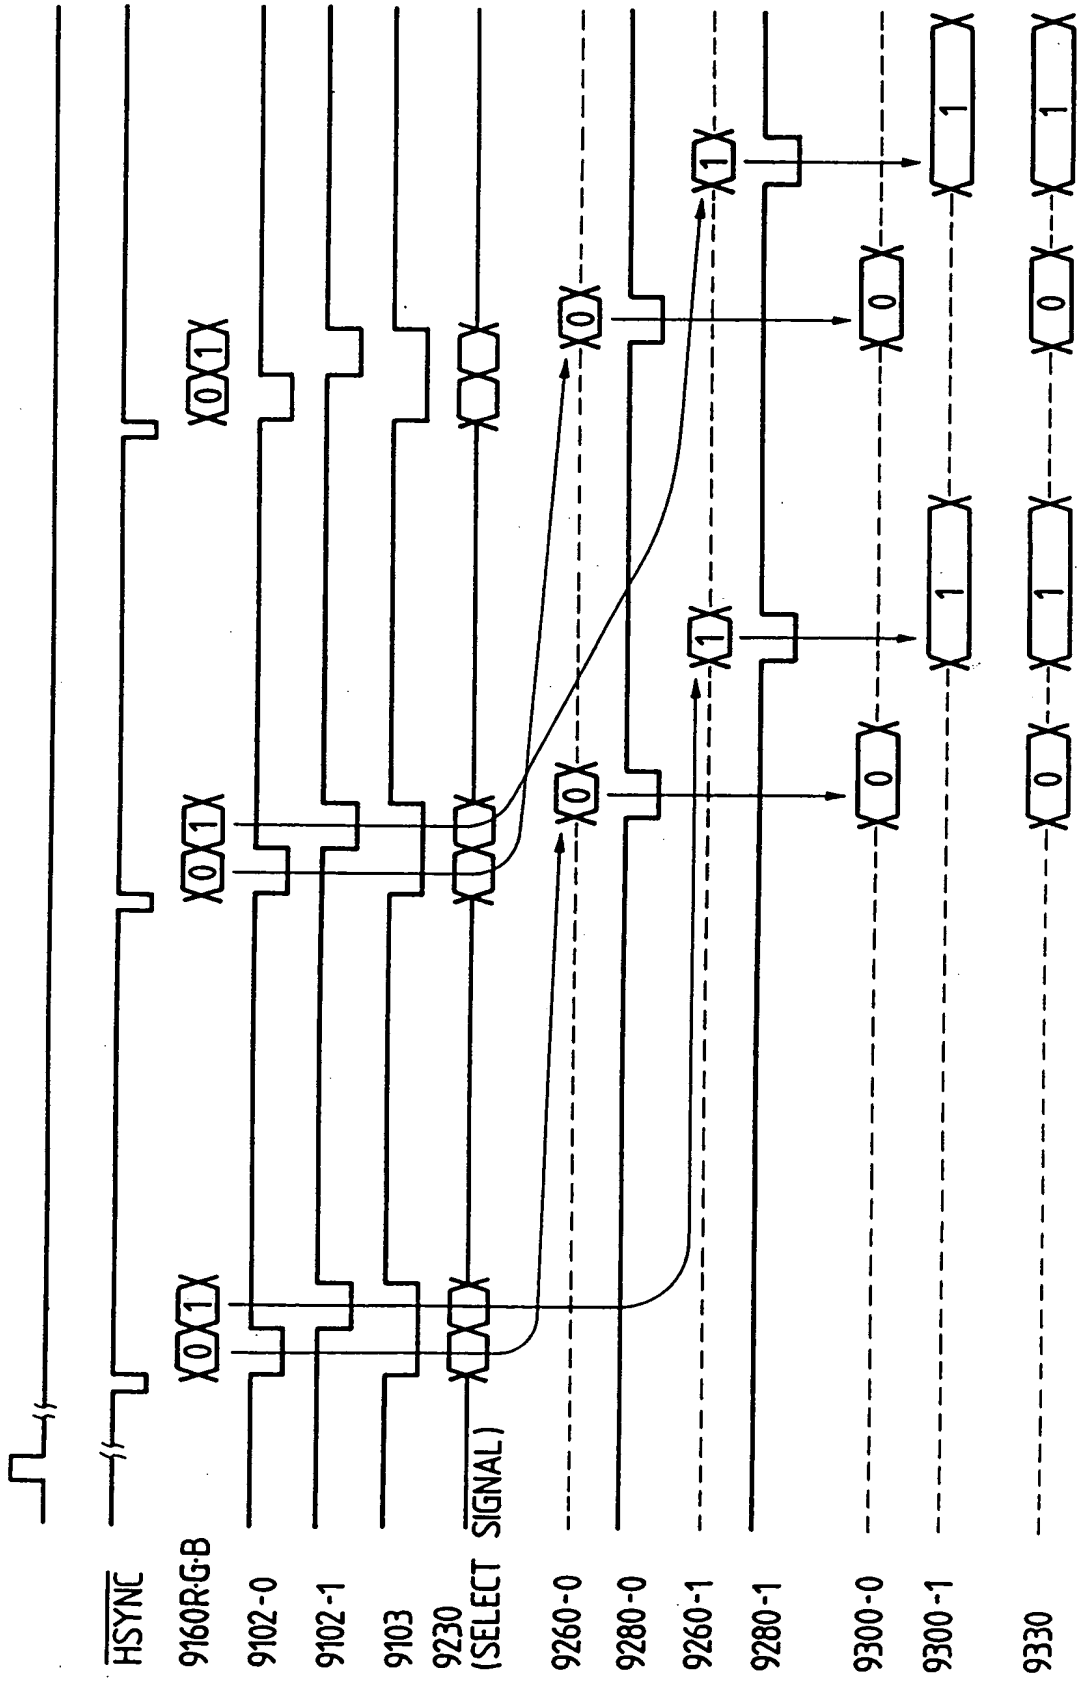 HSYNC
9160R·G·B 0 1 0 1 0 1
9102-0
9102-1
9103
9230
(SELECT SIGNAL)
9260-0 0 0
9280-0
9260-1 1 1
9280-1
9300-0 0 0
9300-1 1 1
9330 0 1 0 1